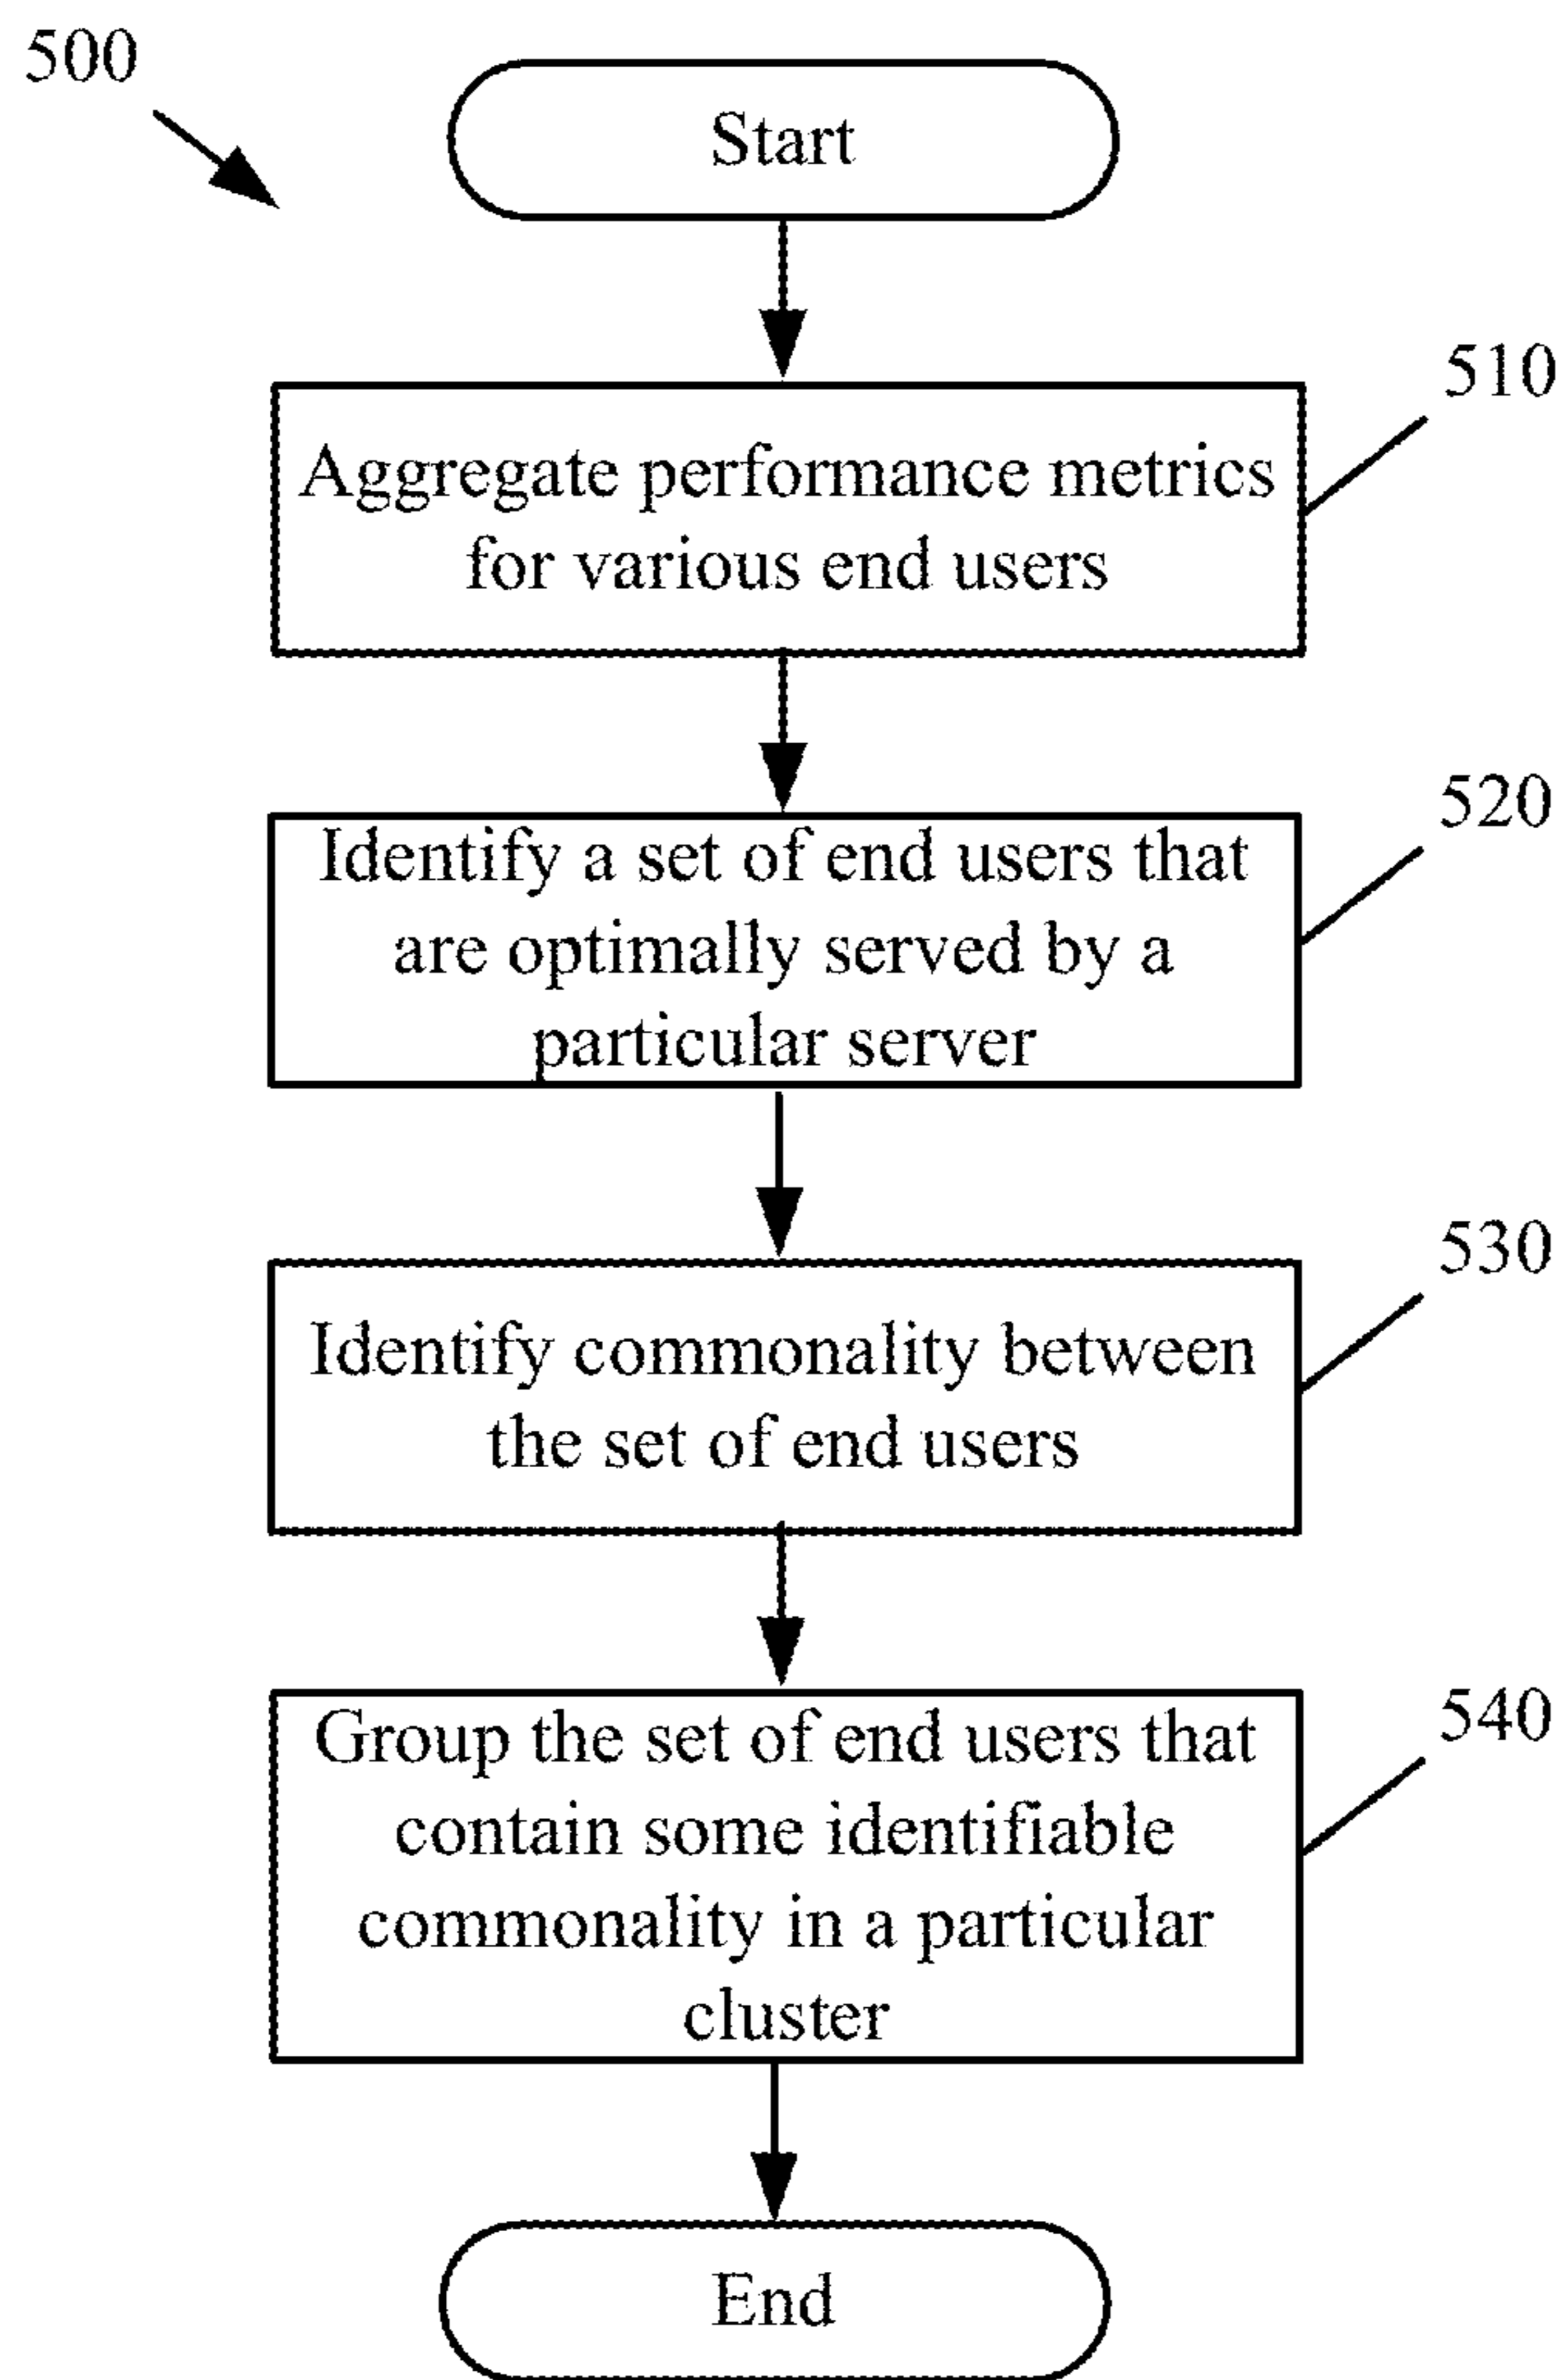 500
Start
510
Aggregate performance metrics
for various end users
520
Identify a set of end users that
are optimally served by a
particular server
530
Identify commonality between
the set of end users
540
Group the set of end users that
contain some identifiable
commonality in a particular
cluster
End